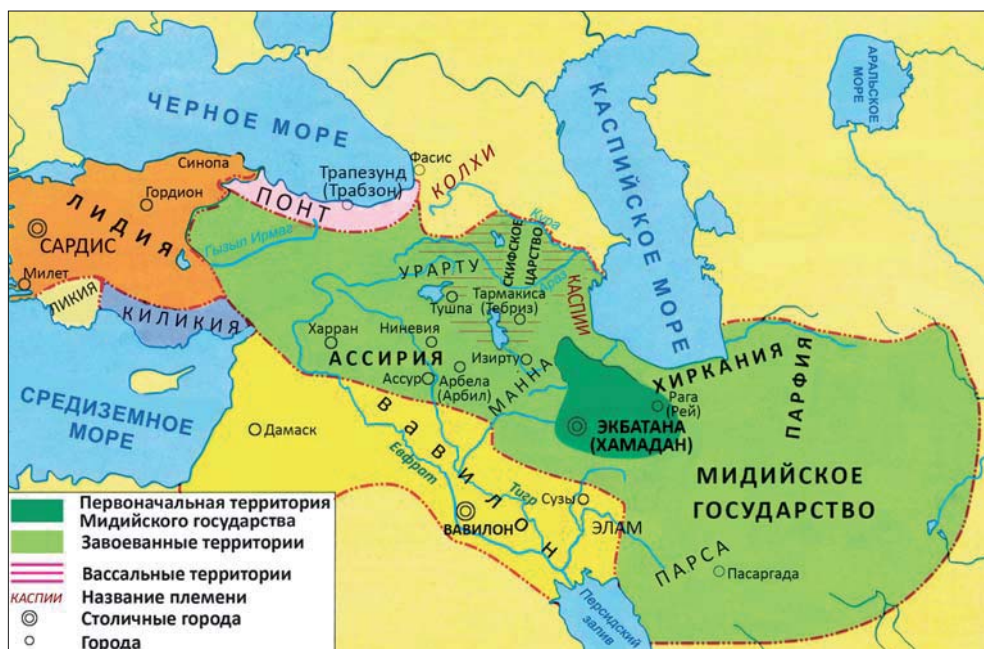 ЧЕРНОЕ МОРЕ
КАСПИЙСКОЕ МОРЕ
АРАЛЬСКОЕ
МОРЕ
Синопа
Гордион
ЛИДИЯ
САРДИС
Милет
ЛИКИЯ
КИЛИКИЯ
ПОНТ
Трапезунд
(Трабзон)
Фасис
КОЛХИ
Гызыл Ирмаг
Кура
СКИФСКОЕ
ЦАРСТВО
Араз
КАСПИИ
УРАРТУ
Тушпа
Тармакиса
(Тебриз)
Харран
Ниневия
АССИРИЯ
Ассур
Арбела
(Арбил)
Изирту
МАННА
ХИРКАНИЯ
ПАРФИЯ
Рага
(Рей)
ЭКБАТАНА
(ХАМАДАН)
МИДИЙСКОЕ
ГОСУДАРСТВО
СРЕДИЗЕМНОЕ
МОРЕ
Дамаск
ВАВИЛОН
Евфрат
Тигр
ВАВИЛОН
Сузы
ЭЛАМ
ПАРСА
Пасаргада
Персидский
залив
Первоначальная территория
Мидийского государства
Завоеванные территории
Вассальные территории
КАСПИИ Название племени
Столичные города
Города